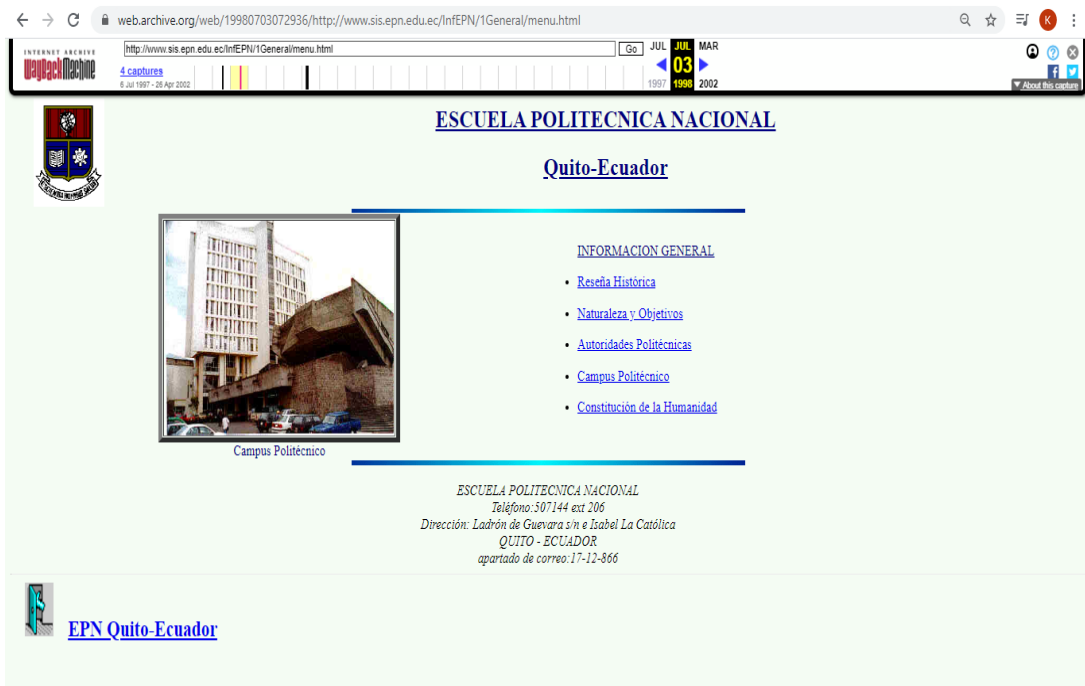 web.archive.org/web/19980703072936/http://www.sis.epn.edu.ec/InfEPN/1General/menu.html
K
INTERNET ARCHIVE
WayBackMachine
http://www.sis.epn.edu.ec/InfEPN/1General/menu.html
Go
JUL JUL MAR
03
1997 1998 2002
4 captures
6 Jul 1997 - 26 Apr 2002
About this capture
ESCUELA POLITECNICA NACIONAL
Quito-Ecuador
INFORMACION GENERAL
Reseña Histórica
Naturaleza y Objetivos
Autoridades Politécnicas
Campus Politécnico
Constitución de la Humanidad
Campus Politécnico
ESCUELA POLITECNICA NACIONAL
Teléfono:507144 ext 206
Dirección: Ladrón de Guevara s/n e Isabel La Católica
QUITO - ECUADOR
apartado de correo:17-12-866
EPN Quito-Ecuador